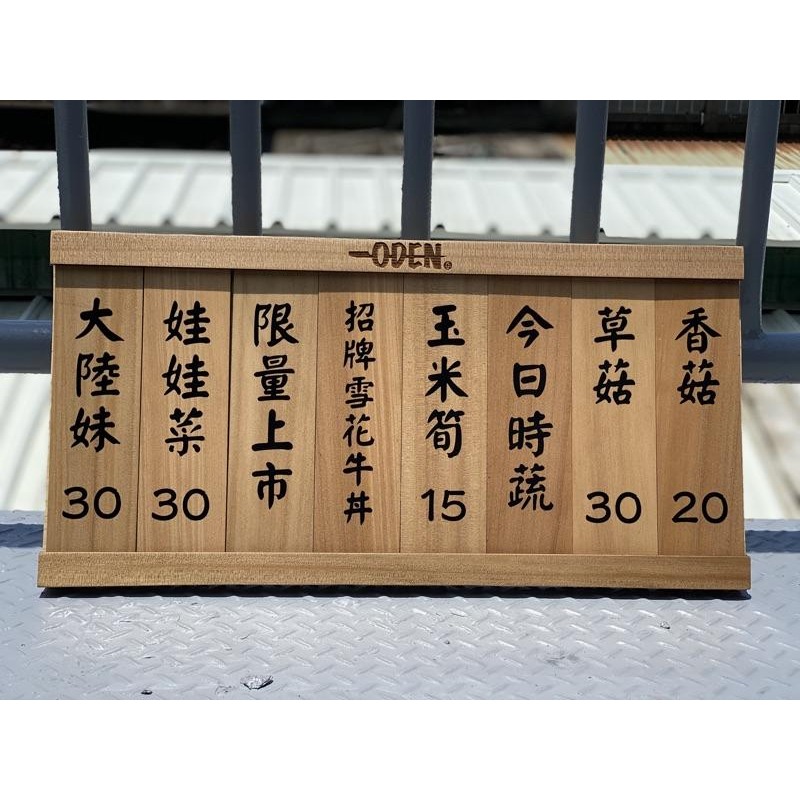 ODEN
香菇
20
草菇
30
今日時蔬
玉米筍
15
招牌雪花牛丼
限量上市
娃娃菜
30
大陸妹
30